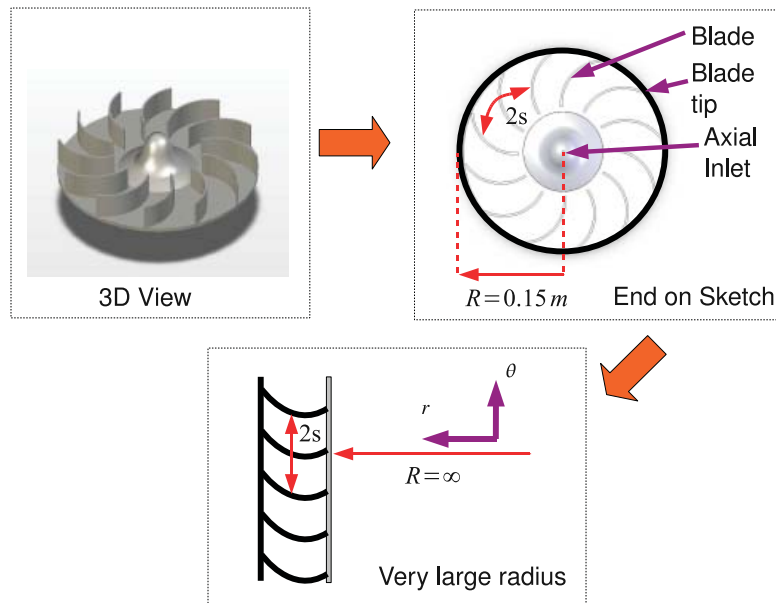 3D View
Blade
Blade
tip
Axial
Inlet
2s
R=0.15 m
End on Sketch
2s
r
θ
R=∞
Very large radius